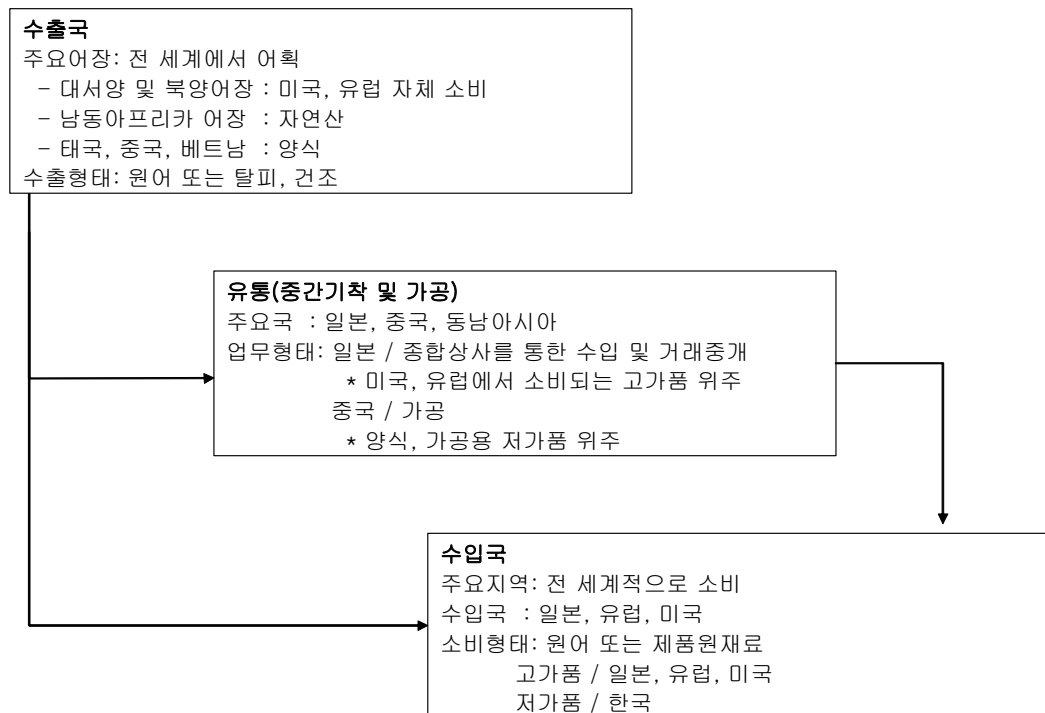 수출국
주요어장: 전 세계에서 어획
- 대서양 및 북양어장 : 미국, 유럽 자체 소비
- 남동아프리카 어장 : 자연산
- 태국, 중국, 베트남 : 양식
수출형태: 원어 또는 탈피, 건조
유통(중간기착 및 가공)
주요국 : 일본, 중국, 동남아시아
업무형태: 일본 / 종합상사를 통한 수입 및 거래중개
* 미국, 유럽에서 소비되는 고가품 위주
중국 / 가공
* 양식, 가공용 저가품 위주
수입국
주요지역: 전 세계적으로 소비
수입국 : 일본, 유럽, 미국
소비형태: 원어 또는 제품원재료
고가품 / 일본, 유럽, 미국
저가품 / 한국